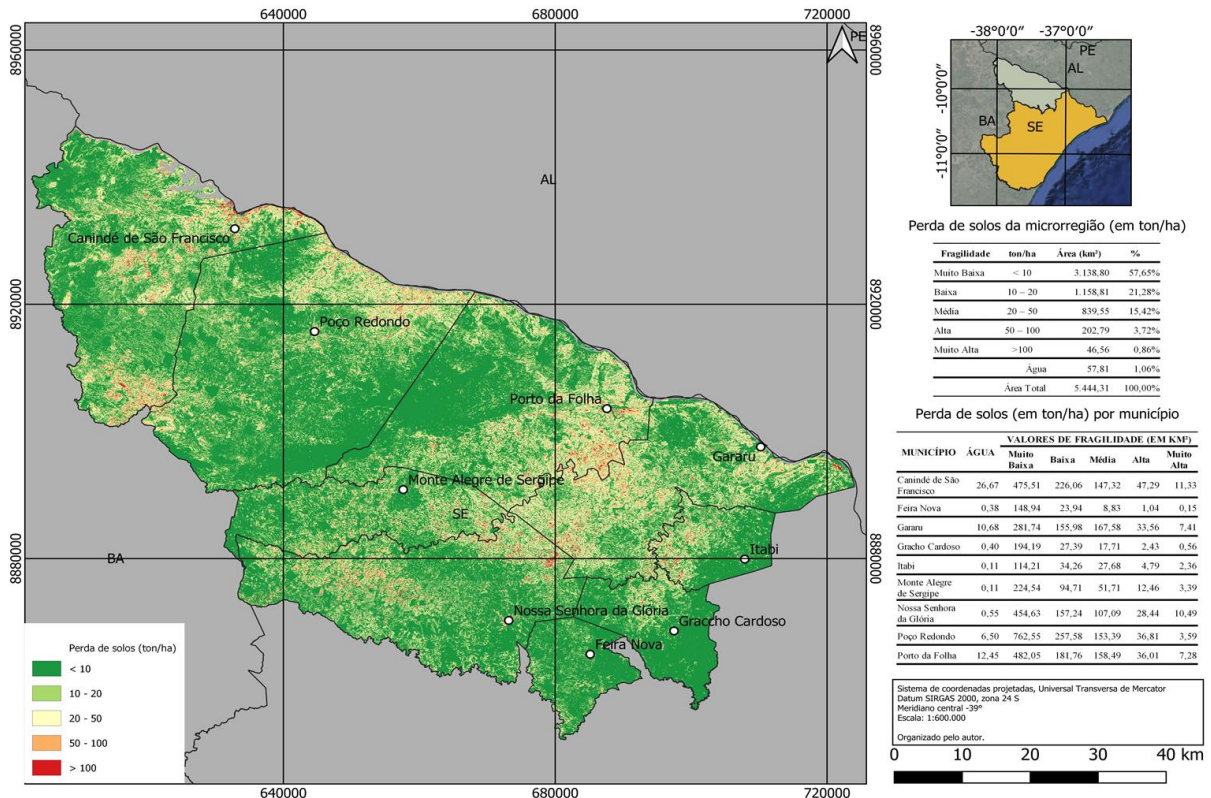 640000
680000
720000
8960000
8960000
PE
AL
Canindé de São Francisco
8920000
8920000
Poço Redondo
Porto da Folha
Gararu
Monte Alegre de Sergipe
SE
Itabi
BA
8880000
8880000
Nossa Senhora da Glória
Graccho Cardoso
Feira Nova
Perda de solos (ton/ha)
< 10
10 - 20
20 - 50
50 - 100
> 100
640000
680000
720000
-38°0'0" -37°0'0"
PE
AL
-10°0'0"
BA
SE
-11°0'0"
Perda de solos da microrregião (em ton/ha)
Fragilidade ton/ha Área (km²) %
Muito Baixa < 10 3.138,80 57,65%
Baixa 10 – 20 1.158,81 21,28%
Média 20 – 50 839,55 15,42%
Alta 50 – 100 202,79 3,72%
Muito Alta >100 46,56 0,86%
Água 57,81 1,06%
Área Total 5.444,31 100,00%
Perda de solos (em ton/ha) por município
MUNICÍPIO ÁGUA VALORES DE FRAGILIDADE (EM KM²)
Muito Baixa Baixa Média Alta Muito Alta
Canindé de São Francisco 26,67 475,51 226,06 147,32 47,29 11,33
Feira Nova 0,38 148,94 23,94 8,83 1,04 0,15
Gararu 10,68 281,74 155,98 167,58 33,56 7,41
Gracho Cardoso 0,40 194,19 27,39 17,71 2,43 0,56
Itabi 0,11 114,21 34,26 27,68 4,79 2,36
Monte Alegre de Sergipe 0,11 224,54 94,71 51,71 12,46 3,39
Nossa Senhora da Glória 0,55 454,63 157,24 107,09 28,44 10,49
Poço Redondo 6,50 762,55 257,58 153,39 36,81 3,59
Porto da Folha 12,45 482,05 181,76 158,49 36,01 7,28
Sistema de coordenadas projetadas, Universal Transversa de Mercator
Datum SIRGAS 2000, zona 24 S
Meridiano central -39°
Escala: 1:600.000
Organizado pelo autor.
0 10 20 30 40 km